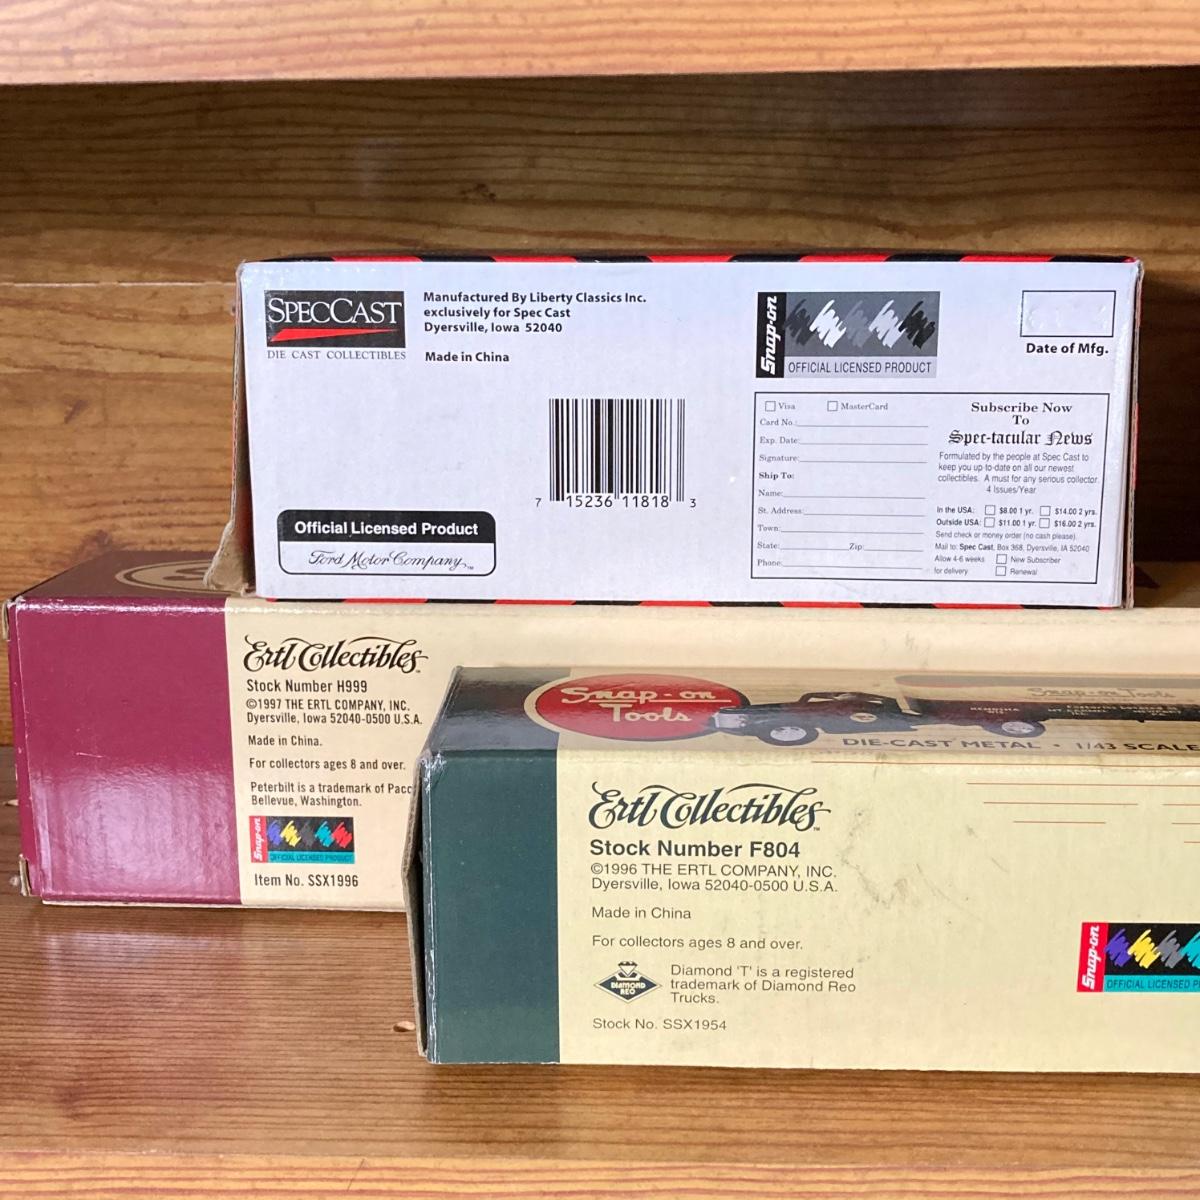 SPECCAST
DIE CAST COLLECTIBLES
Manufactured By Liberty Classics Inc.
exclusively for Spec Cast
Dyersville, Iowa 52040
Made in China
7 15236 11818 3
Official Licensed Product
Ford Motor Company TM
Snap-on
OFFICIAL LICENSED PRODUCT
Date of Mfg.
Visa MasterCard
Card No.:
Exp. Date:
Signature:
Ship To:
Name:
St. Address:
Town:
State: Zip:
Phone:
Subscribe Now
To
Spec-tacular News
Formulated by the people at Spec Cast to
keep you up-to-date on all our newest
collectibles. A must for any serious collector.
4 Issues/Year
In the USA: $8.00 1 yr. $14.00 2 yrs.
Outside USA: $11.00 1 yr. $16.00 2 yrs.
Send check or money order (no cash please).
Mail to: Spec Cast, Box 368, Dyersville, IA 52040
Allow 4-6 weeks New Subscriber
for delivery Renewal
Ertl Collectibles TM
Stock Number H999
©1997 THE ERTL COMPANY, INC.
Dyersville, Iowa 52040-0500 U.S.A.
Made in China.
For collectors ages 8 and over.
Peterbilt is a trademark of Pacc
Bellevue, Washington.
Snap-on
OFFICIAL LICENSED PRODUCT
Item No. SSX1996
Snap-on
Tools
Snap-on Tools
KENOSHA
WIS
DIE-CAST METAL • 1/43 SCALE
Ertl Collectibles TM
Stock Number F804
©1996 THE ERTL COMPANY, INC.
Dyersville, Iowa 52040-0500 U.S.A.
Made in China
For collectors ages 8 and over.
DIAMOND
REO
Diamond 'T' is a registered
trademark of Diamond Reo
Trucks.
Stock No. SSX1954
Snap-on
OFFICIAL LICENSED P